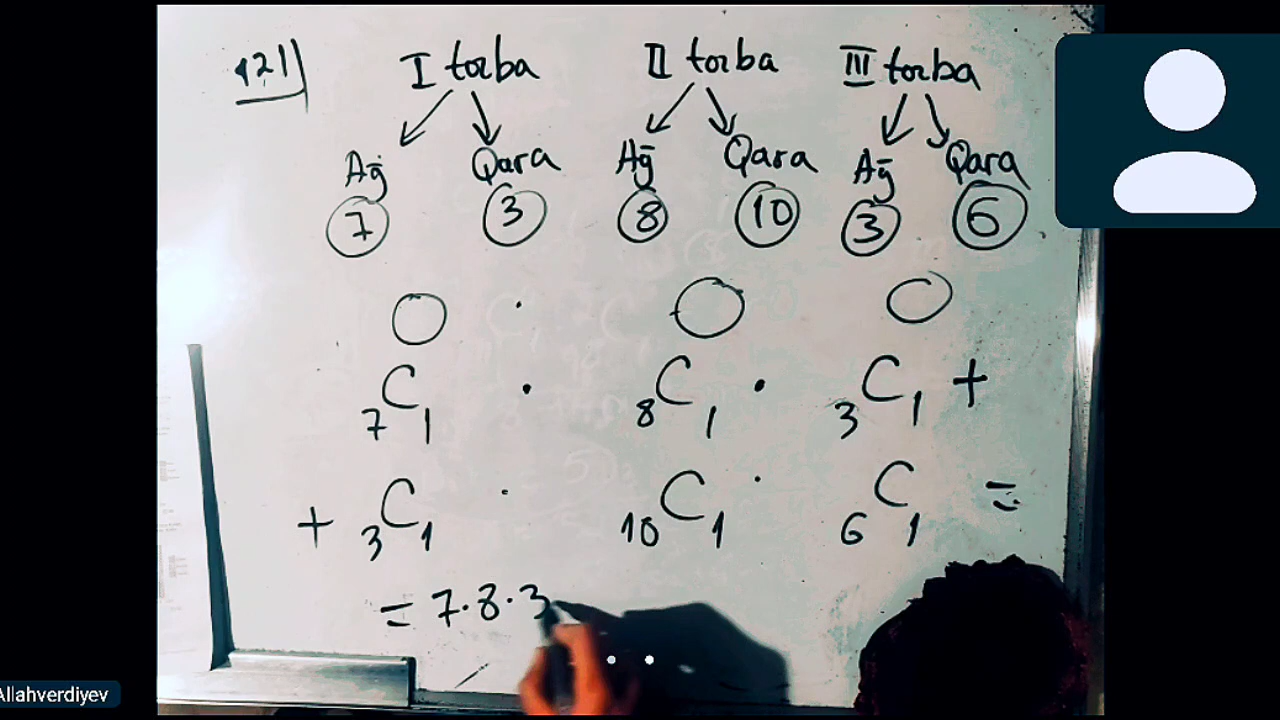 421)
I torba II torba III torba
Ağ Qara Ağ Qara Ağ Qara
7 3 8 10 3 6
₇C₁ · ₈C₁ · ₃C₁ +
+ ₃C₁ · ₁₀C₁ · ₆C₁ =
= 7·8·3
Allahverdiyev